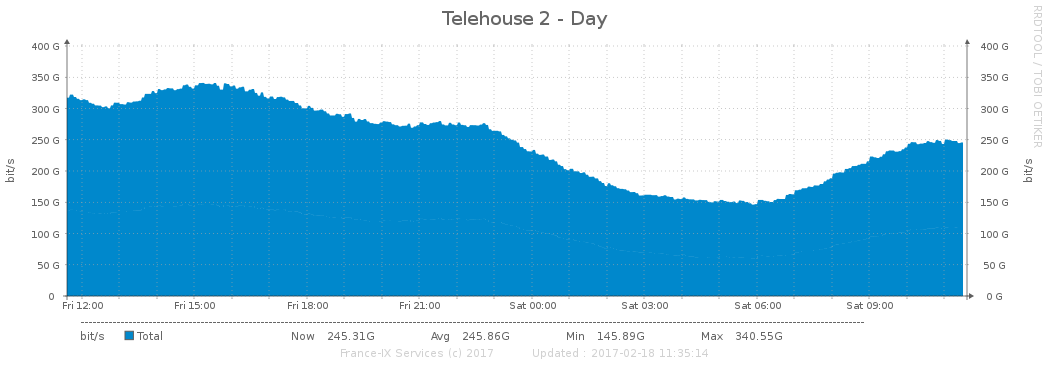 Telehouse 2 - Day
RRDTOOL / TOBI OETIKER
bit/s
400 G 400 G
350 G 350 G
300 G 300 G
250 G 250 G
200 G 200 G
150 G 150 G
100 G 100 G
50 G 50 G
0 0 G
bit/s
Fri 12:00 Fri 15:00 Fri 18:00 Fri 21:00 Sat 00:00 Sat 03:00 Sat 06:00 Sat 09:00
bit/s Total Now 245.31G Avg 245.86G Min 145.89G Max 340.55G
France-IX Services (c) 2017 Updated : 2017-02-18 11:35:14